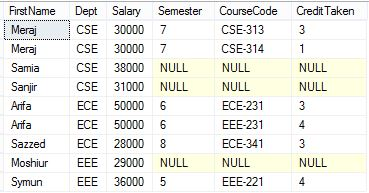 FirstName Dept Salary Semester CourseCode CreditTaken
Meraj CSE 30000 7 CSE-313 3
Meraj CSE 30000 7 CSE-314 1
Samia CSE 38000 NULL NULL NULL
Sanjir CSE 31000 NULL NULL NULL
Arifa ECE 50000 6 ECE-231 3
Arifa ECE 50000 6 EEE-231 4
Sazzed ECE 28000 8 ECE-341 3
Moshiur EEE 29000 NULL NULL NULL
Symun EEE 36000 5 EEE-221 4